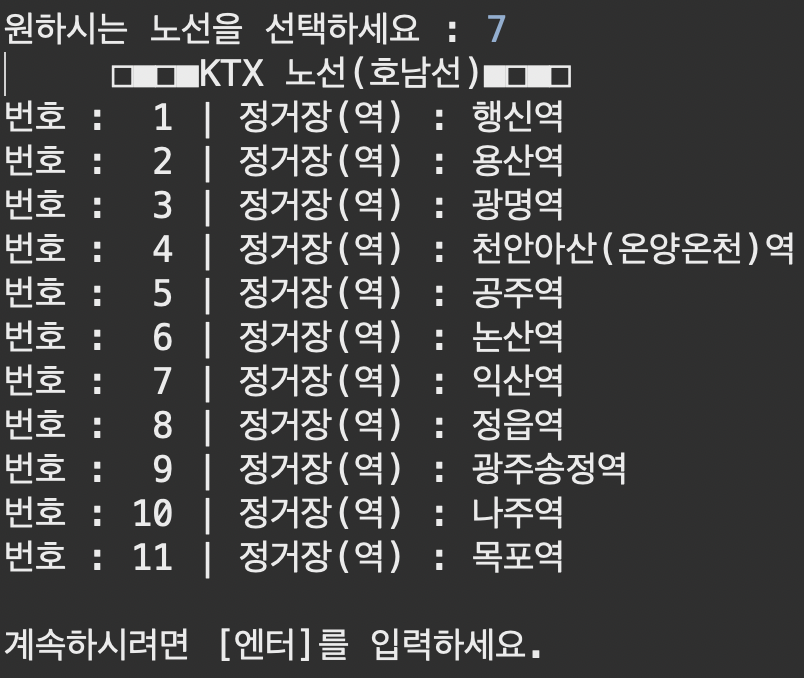 원하시는 노선을 선택하세요 : 7
□■□■KTX 노선(호남선)■□■□
번호 :  1 | 정거장(역) : 행신역
번호 :  2 | 정거장(역) : 용산역
번호 :  3 | 정거장(역) : 광명역
번호 :  4 | 정거장(역) : 천안아산(온양온천)역
번호 :  5 | 정거장(역) : 공주역
번호 :  6 | 정거장(역) : 논산역
번호 :  7 | 정거장(역) : 익산역
번호 :  8 | 정거장(역) : 정읍역
번호 :  9 | 정거장(역) : 광주송정역
번호 : 10 | 정거장(역) : 나주역
번호 : 11 | 정거장(역) : 목포역
계속하시려면 [엔터]를 입력하세요.